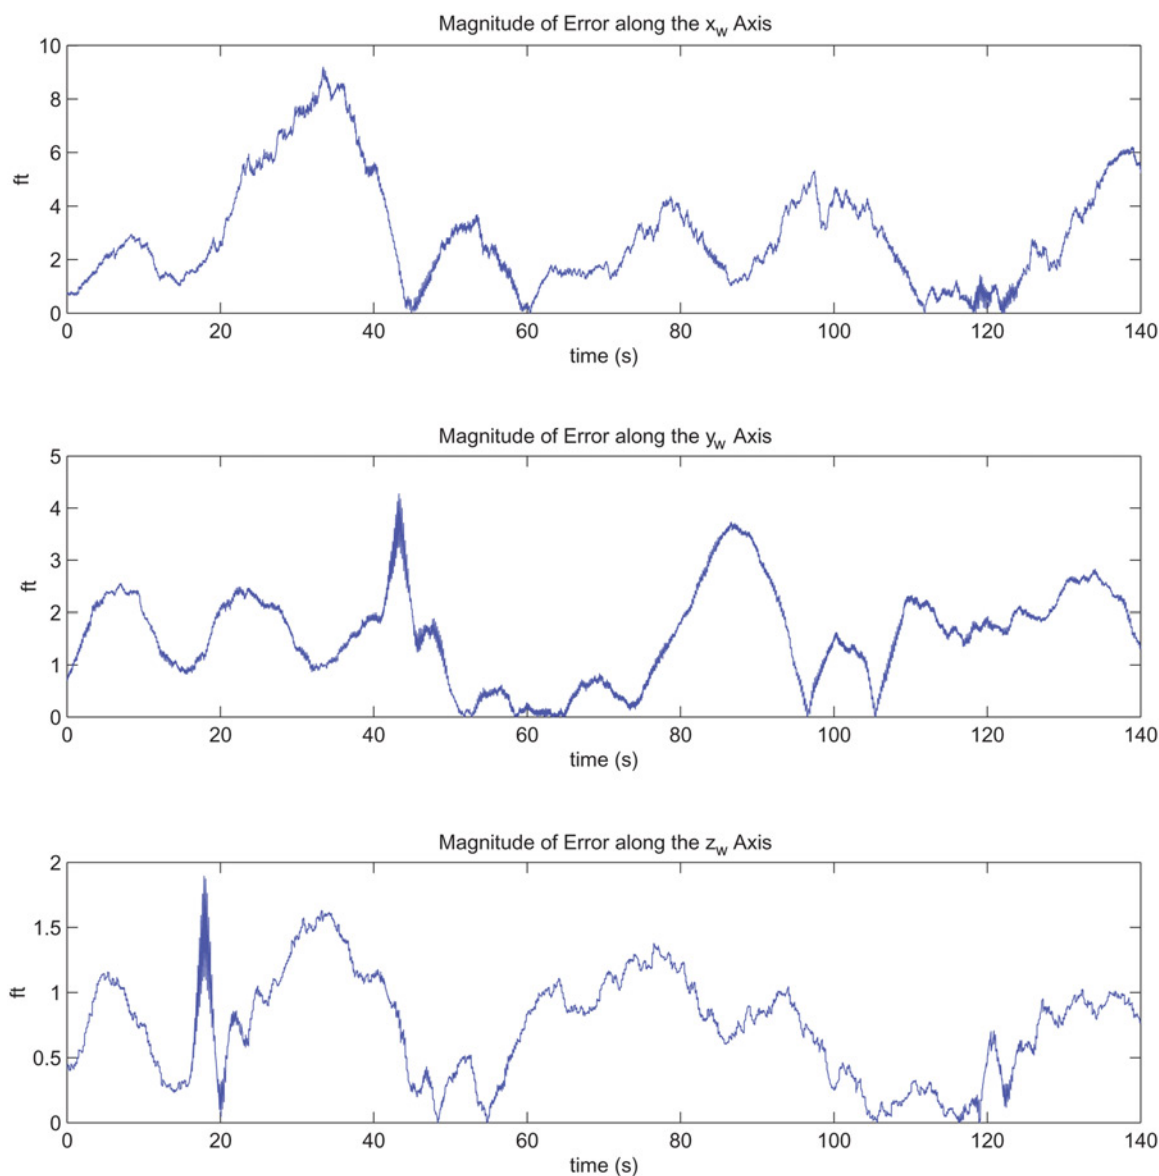 Magnitude of Error along the x_w Axis
10
8
6
4
2
0
ft
0 20 40 60 80 100 120 140
time (s)
Magnitude of Error along the y_w Axis
5
4
3
2
1
0
ft
0 20 40 60 80 100 120 140
time (s)
Magnitude of Error along the z_w Axis
2
1.5
1
0.5
0
ft
0 20 40 60 80 100 120 140
time (s)